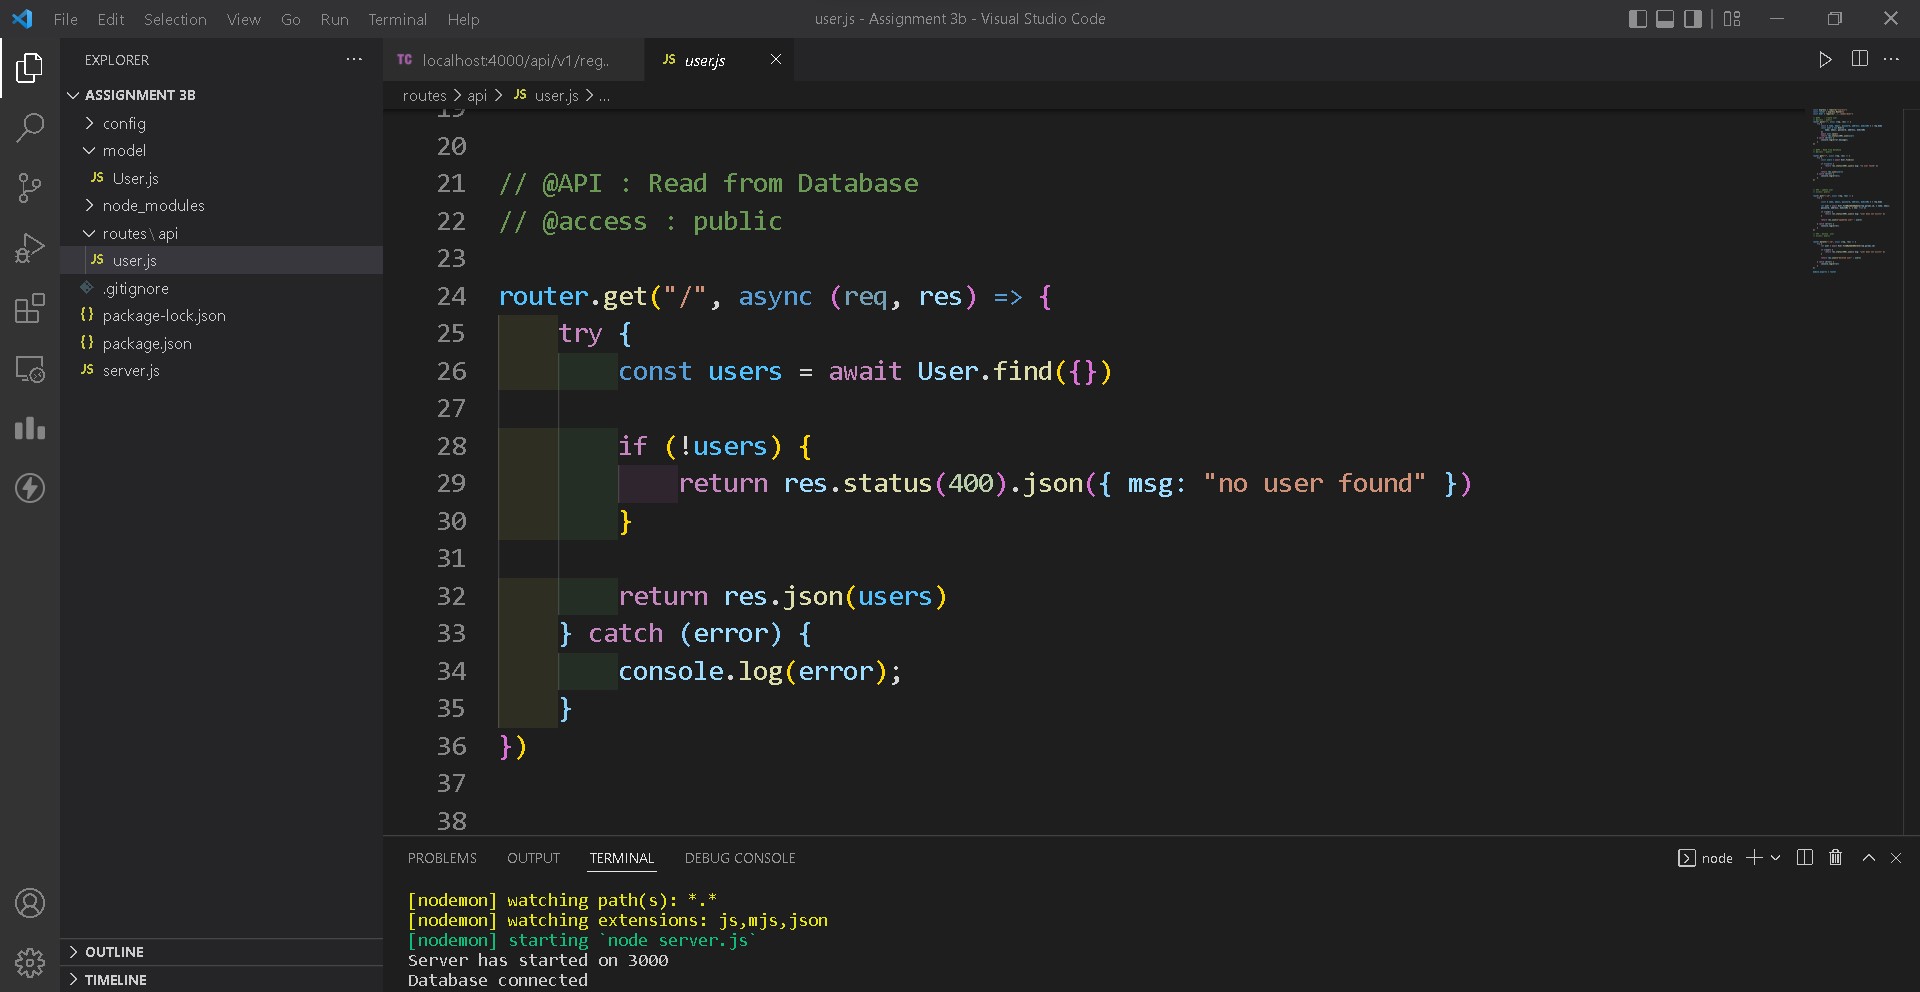 File Edit Selection View Go Run Terminal Help
user.js - Assignment 3b - Visual Studio Code
EXPLORER
ASSIGNMENT 3B
config
model
JS User.js
node_modules
routes\api
JS user.js
.gitignore
{} package-lock.json
{} package.json
JS server.js
OUTLINE
TIMELINE
TC localhost:4000/api/v1/reg..
JS user.js
routes > api > JS user.js > ...
19
20
21 // @API : Read from Database
22 // @access : public
23
24 router.get("/", async (req, res) => {
25     try {
26         const users = await User.find({})
27
28         if (!users) {
29             return res.status(400).json({ msg: "no user found" })
30         }
31
32         return res.json(users)
33     } catch (error) {
34         console.log(error);
35     }
36 })
37
38
PROBLEMS OUTPUT TERMINAL DEBUG CONSOLE
node
[nodemon] watching path(s): *.*
[nodemon] watching extensions: js,mjs,json
[nodemon] starting `node server.js`
Server has started on 3000
Database connected